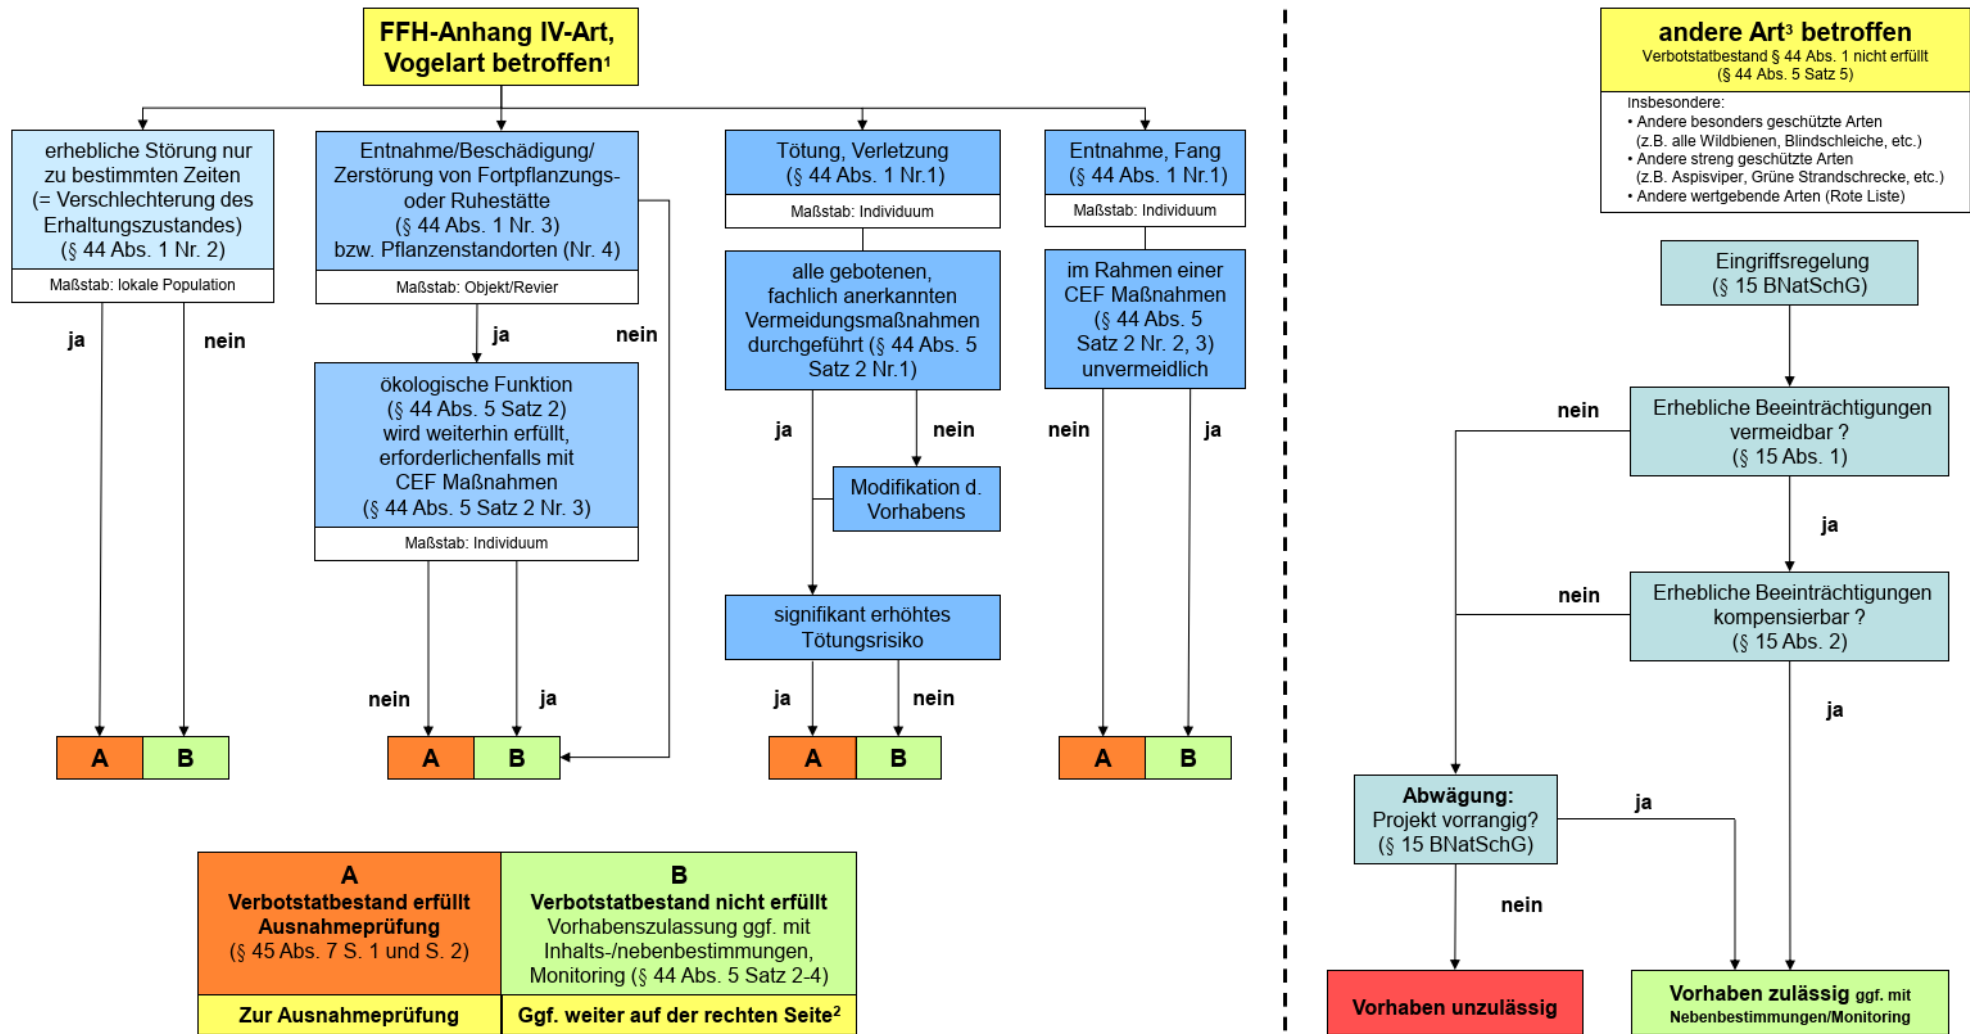 FFH-Anhang IV-Art,
Vogelart betroffen¹
erhebliche Störung nur
zu bestimmten Zeiten
(= Verschlechterung des
Erhaltungszustandes)
(§ 44 Abs. 1 Nr. 2)
Maßstab: lokale Population
ja
nein
Entnahme/Beschädigung/
Zerstörung von Fortpflanzungs-
oder Ruhestätte
(§ 44 Abs. 1 Nr. 3)
bzw. Pflanzenstandorten (Nr. 4)
Maßstab: Objekt/Revier
ja
nein
ökologische Funktion
(§ 44 Abs. 5 Satz 2)
wird weiterhin erfüllt,
erforderlichenfalls mit
CEF Maßnahmen
(§ 44 Abs. 5 Satz 2 Nr. 3)
Maßstab: Individuum
nein
ja
Tötung, Verletzung
(§ 44 Abs. 1 Nr.1)
Maßstab: Individuum
alle gebotenen,
fachlich anerkannten
Vermeidungsmaßnahmen
durchgeführt (§ 44 Abs. 5
Satz 2 Nr.1)
ja
nein
Modifikation d.
Vorhabens
signifikant erhöhtes
Tötungsrisiko
ja
nein
Entnahme, Fang
(§ 44 Abs. 1 Nr.1)
Maßstab: Individuum
im Rahmen einer
CEF Maßnahmen
(§ 44 Abs. 5
Satz 2 Nr. 2, 3)
unvermeidlich
nein
ja
A
B
A
B
A
B
A
B
A
Verbotstatbestand erfüllt
Ausnahmeprüfung
(§ 45 Abs. 7 S. 1 und S. 2)
Zur Ausnahmeprüfung
B
Verbotstatbestand nicht erfüllt
Vorhabenszulassung ggf. mit
Inhalts-/nebenbestimmungen,
Monitoring (§ 44 Abs. 5 Satz 2-4)
Ggf. weiter auf der rechten Seite²
andere Art³ betroffen
Verbotstatbestand § 44 Abs. 1 nicht erfüllt
(§ 44 Abs. 5 Satz 5)
Insbesondere:
• Andere besonders geschützte Arten
(z.B. alle Wildbienen, Blindschleiche, etc.)
• Andere streng geschützte Arten
(z.B. Aspisviper, Grüne Strandschrecke, etc.)
• Andere wertgebende Arten (Rote Liste)
Eingriffsregelung
(§ 15 BNatSchG)
Erhebliche Beeinträchtigungen
vermeidbar ?
(§ 15 Abs. 1)
nein
ja
Erhebliche Beeinträchtigungen
kompensierbar ?
(§ 15 Abs. 2)
nein
ja
Abwägung:
Projekt vorrangig?
(§ 15 BNatSchG)
ja
nein
Vorhaben unzulässig
Vorhaben zulässig ggf. mit
Nebenbestimmungen/Monitoring